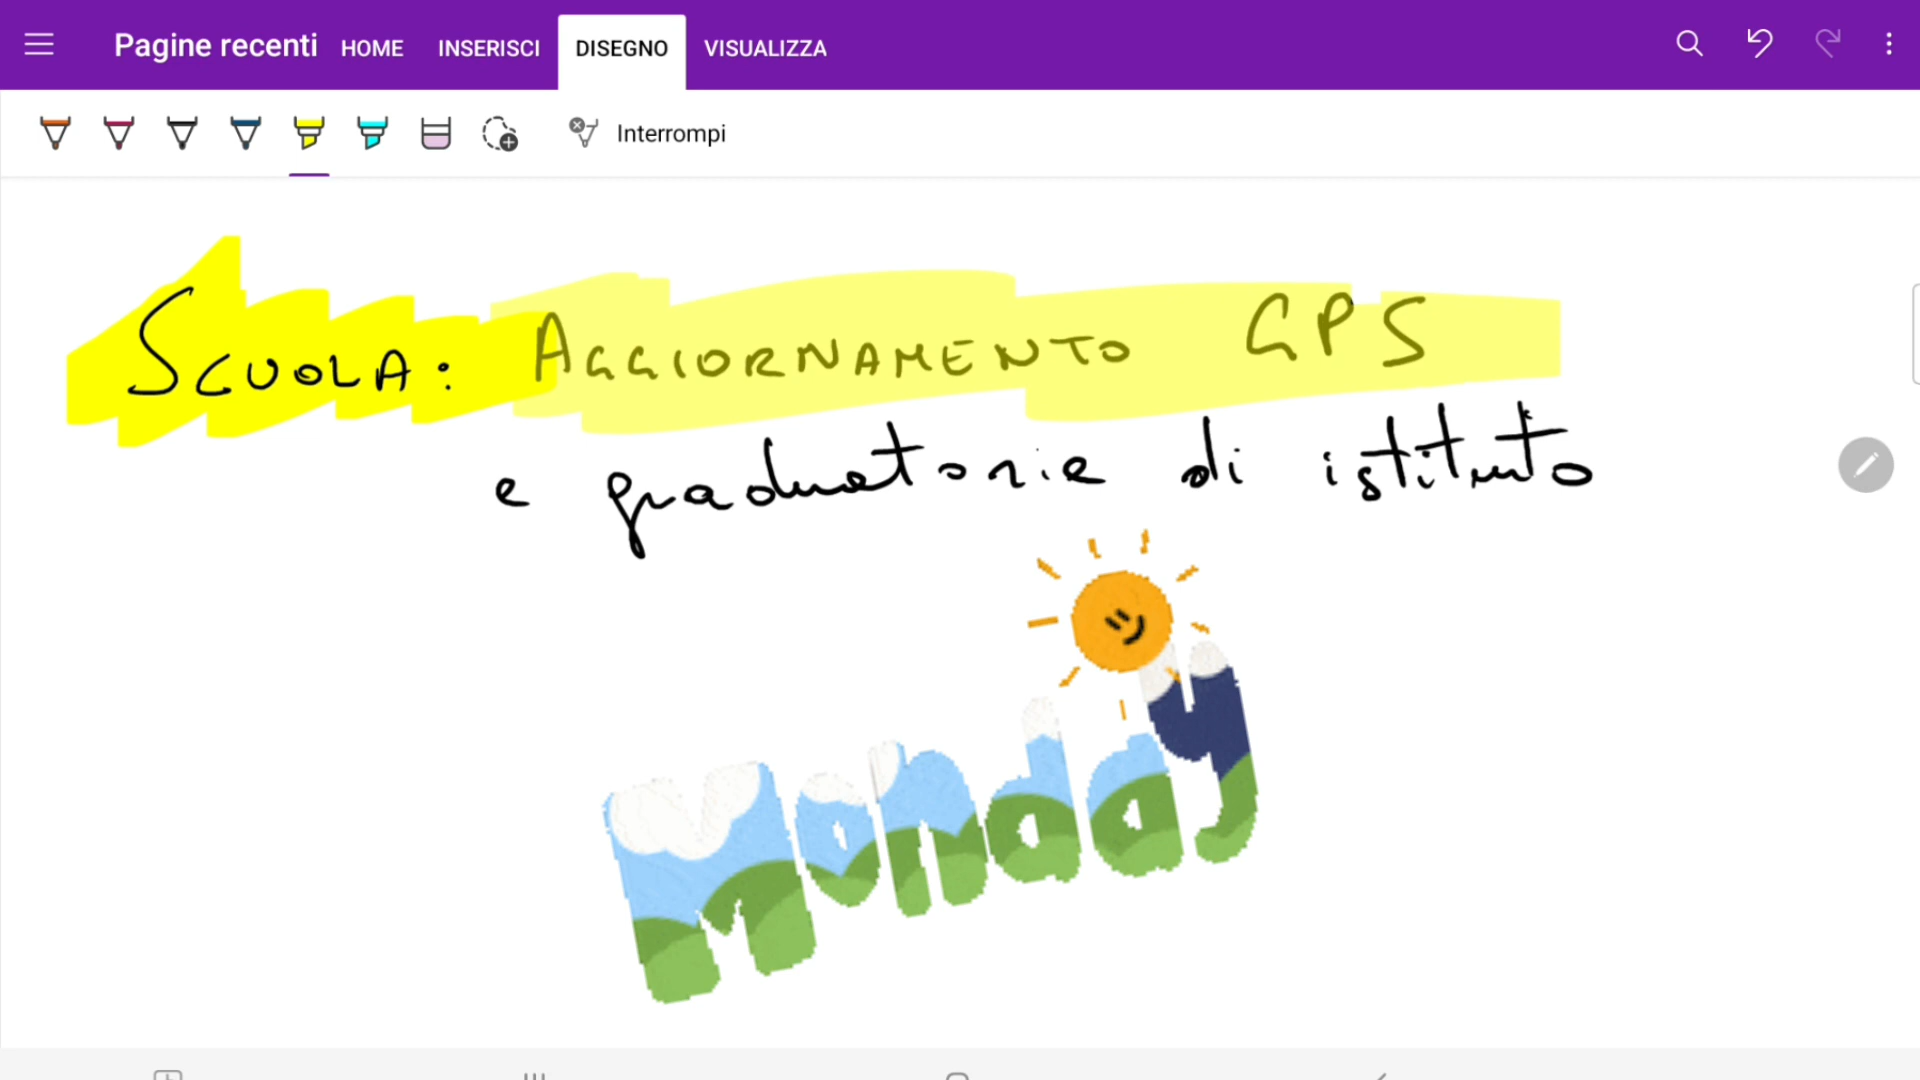 Pagine recenti HOME INSERISCI DISEGNO VISUALIZZA
Interrompi
SCUOLA: AGGIORNAMENTO GPS
e graduatorie di istituto
Monday